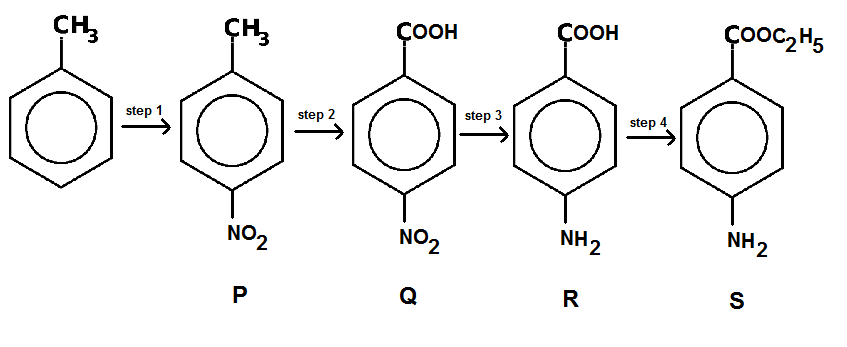 CH3
step 1
CH3
NO2
P
step 2
COOH
NO2
Q
step 3
COOH
NH2
R
step 4
COOC2H5
NH2
S